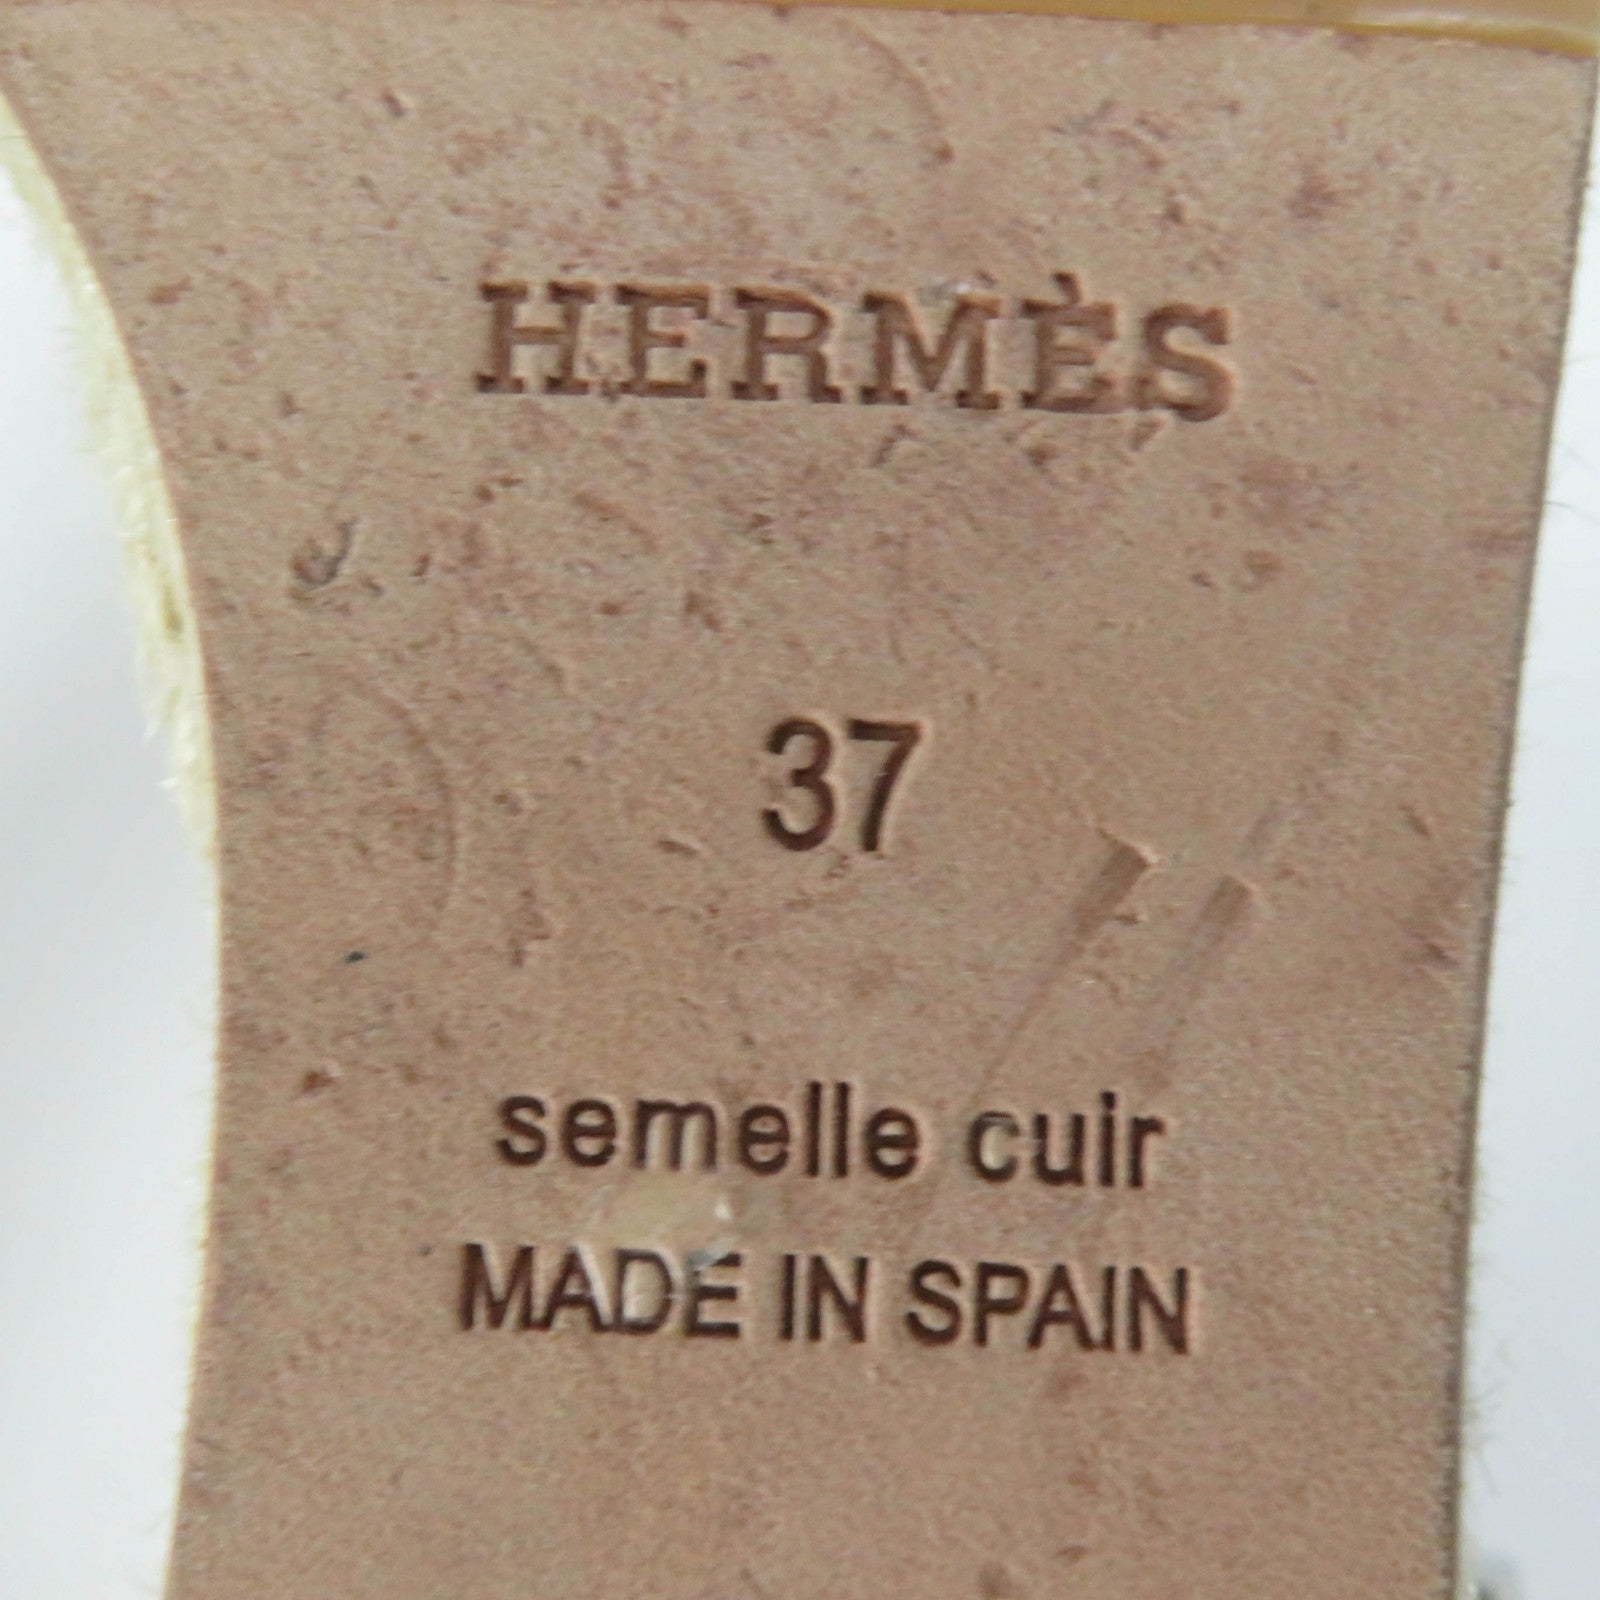 HERMÈS
37
semelle cuir
MADE IN SPAIN